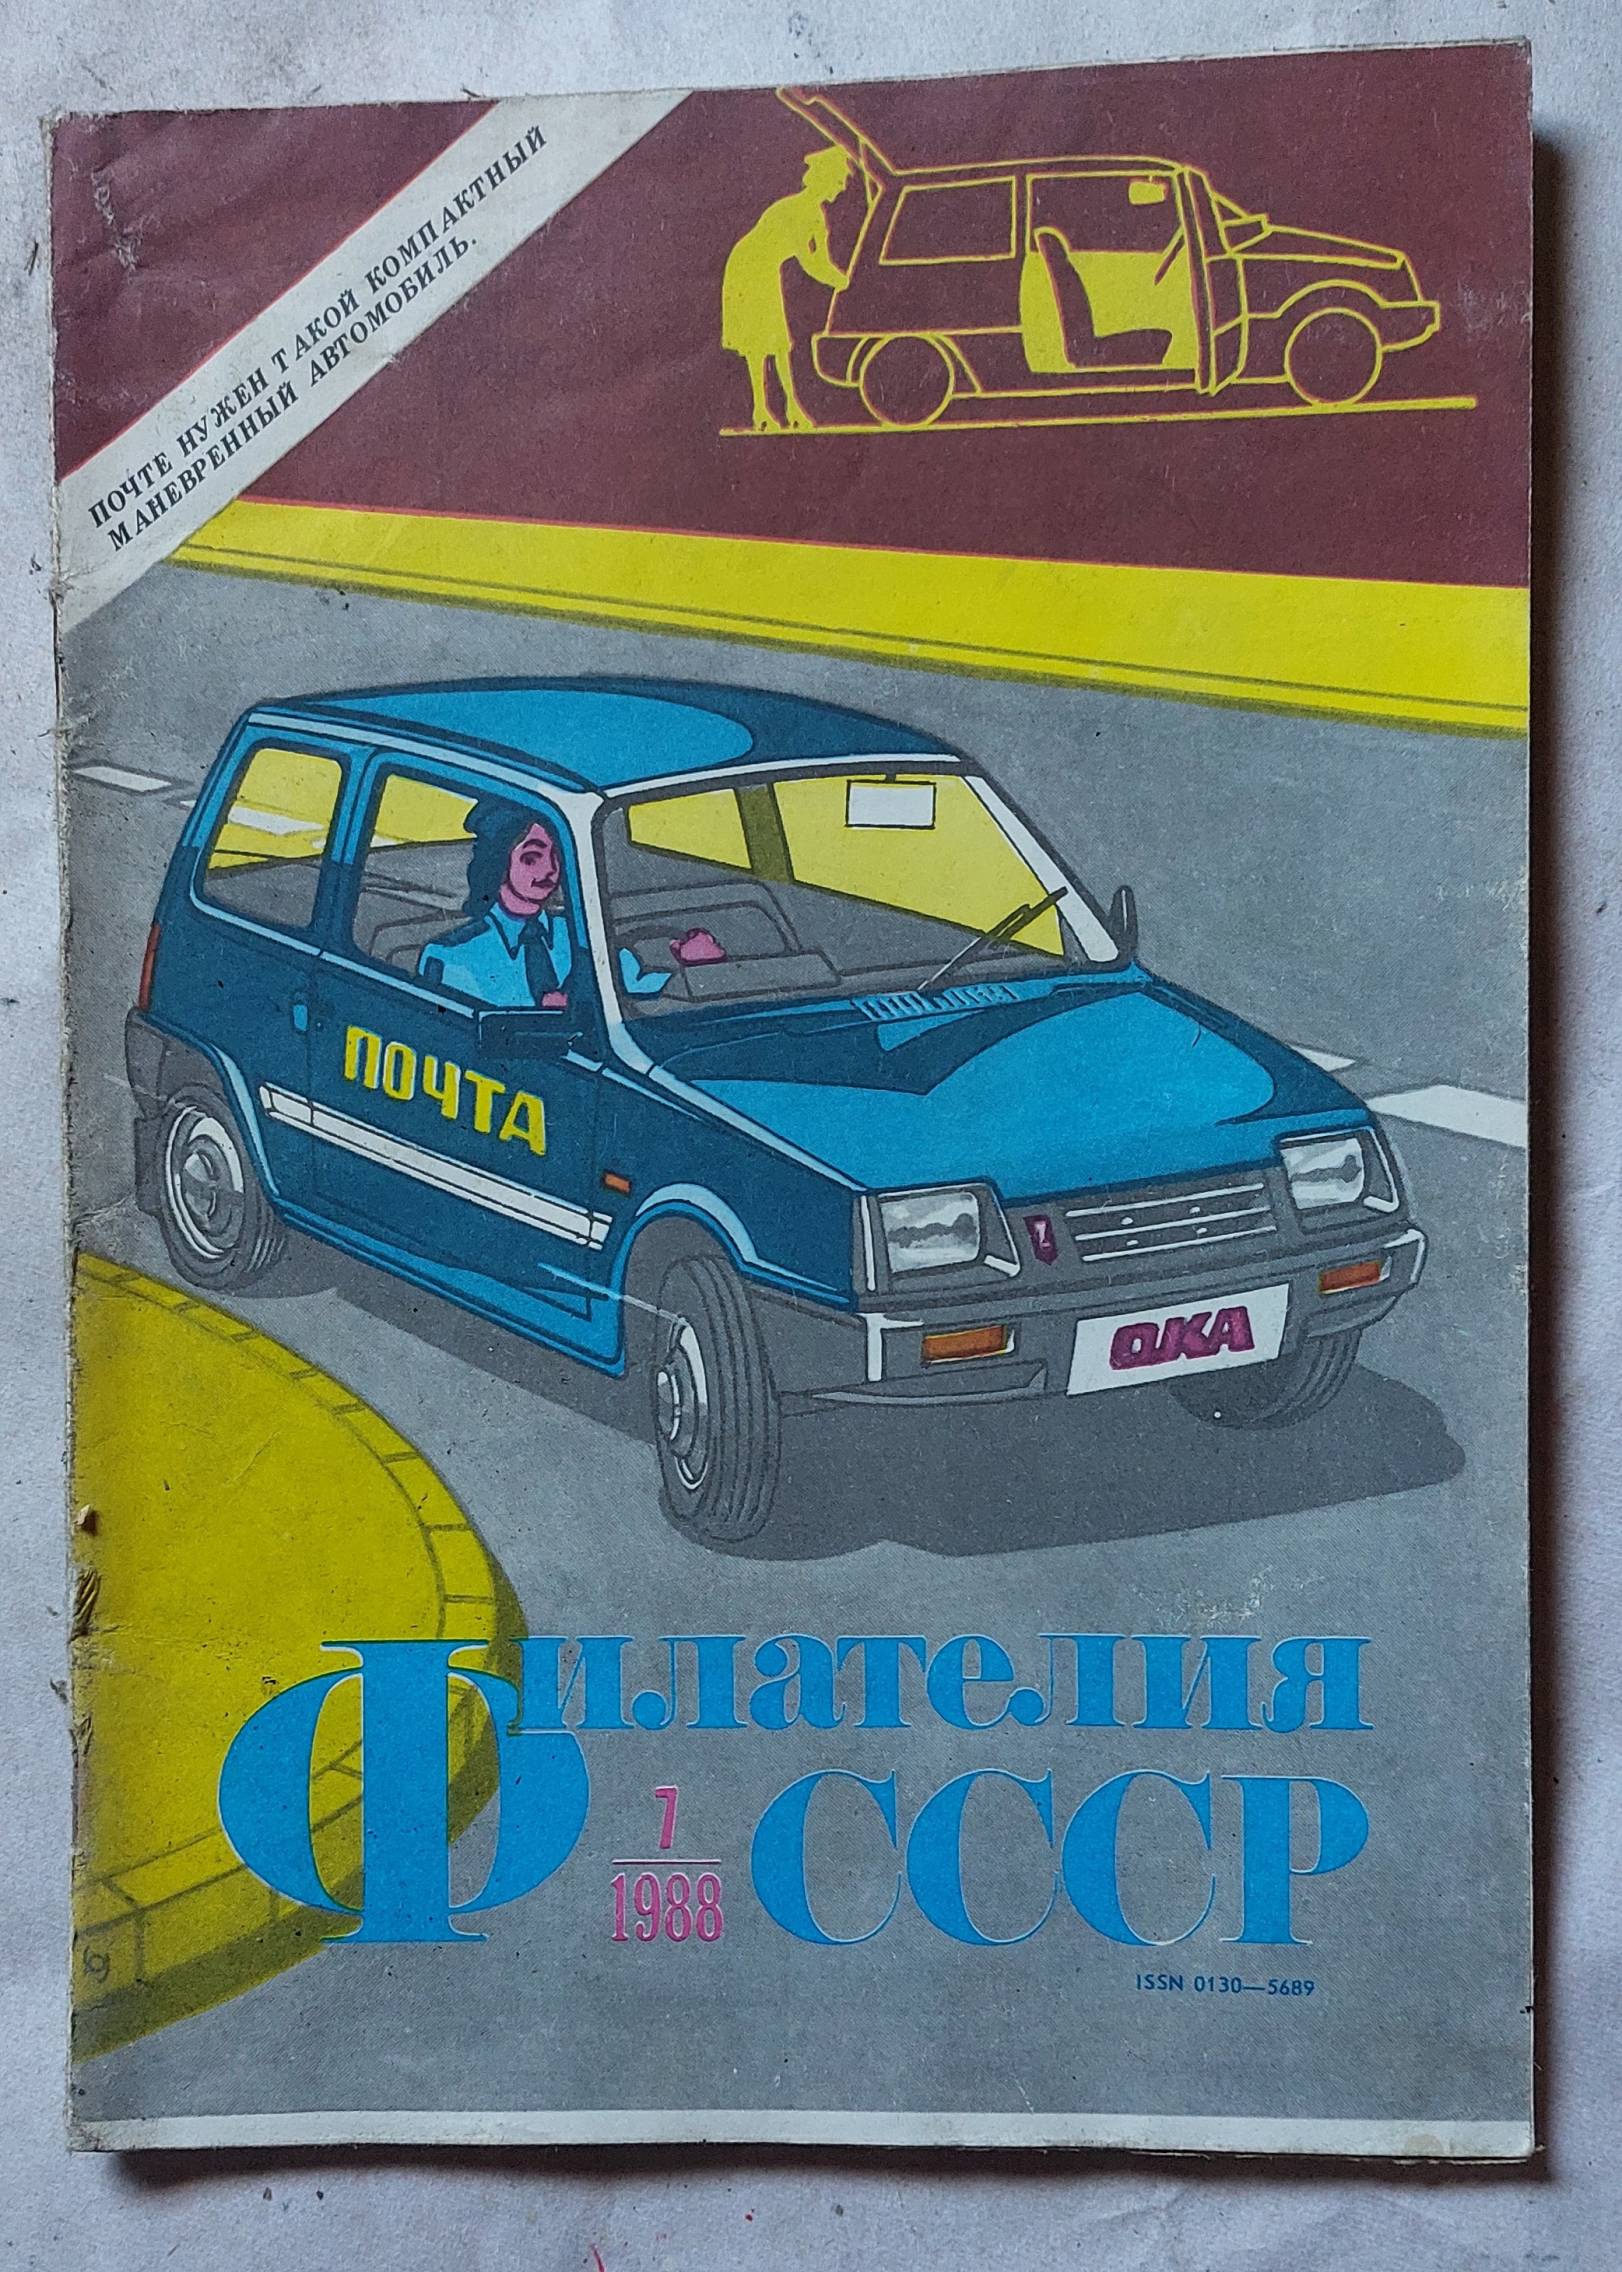 ПОЧТЕ НУЖЕН ТАКОЙ КОМПАКТНЫЙ
МАНЕВРЕННЫЙ АВТОМОБИЛЬ.
ПОЧТА
ОКА
Филателия
СССР
7
1988
ISSN 0130—5689